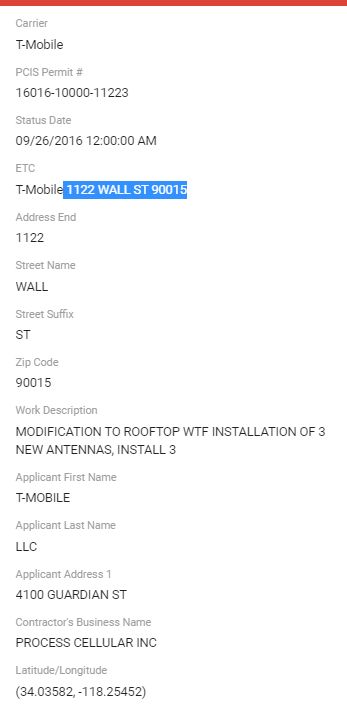 Carrier
T-Mobile
PCIS Permit #
16016-10000-11223
Status Date
09/26/2016 12:00:00 AM
ETC
T-Mobile 1122 WALL ST 90015
Address End
1122
Street Name
WALL
Street Suffix
ST
Zip Code
90015
Work Description
MODIFICATION TO ROOFTOP WTF INSTALLATION OF 3
NEW ANTENNAS, INSTALL 3
Applicant First Name
T-MOBILE
Applicant Last Name
LLC
Applicant Address 1
4100 GUARDIAN ST
Contractor's Business Name
PROCESS CELLULAR INC
Latitude/Longitude
(34.03582, -118.25452)